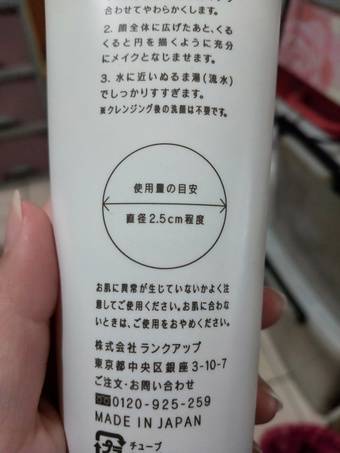 合わせてやわらかくします。
2. 顔全体に広げたあと、くる
くると円を描くように充分
にメイクとなじませます。
3. 水に近いぬるま湯(流水)
でしっかりすすぎます。
※クレンジング後の洗顔は不要です。
使用量の目安
直径2.5cm程度
お肌に異常が生じていないかよく注
意してご使用ください。お肌に合わな
いときは、ご使用をおやめください。
株式会社 ランクアップ
東京都中央区銀座3-10-7
ご注文・お問い合わせ
0120-925-259
MADE IN JAPAN
プラ チューブ